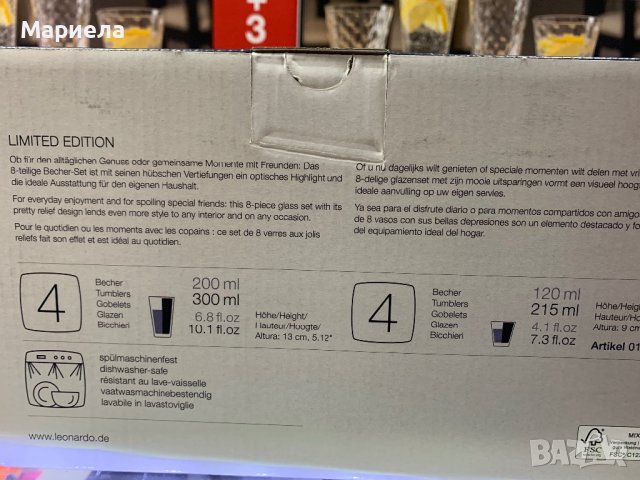 Мариела
+3
LIMITED EDITION
Ob für den alltäglichen Genuss oder gemeinsame Momente mit Freunden: Das
8-teilige Becher-Set ist mit seinen hübschen Vertiefungen ein optisches Highlight und
die ideale Ausstattung für den eigenen Haushalt.
For everyday enjoyment and for spoiling special friends: this 8-piece glass set with its
pretty relief design lends even more style to any interior and on any occasion.
Pour le quotidien ou les moments avec les copains : ce set de 8 verres aux jolis
reliefs fait son effet et est idéal au quotidien.
Of u nu dagelijks wilt genieten of speciale momenten wilt delen met
8-delige glazenset met zijn mooie uitsparingen vormt een visueel
ideale aanvulling op uw eigen servies.
Ya sea para el disfrute diario o para momentos compartidos con
de 8 vasos con sus bellas depresiones son un elemento destacado y
del equipamiento ideal del hogar.
4
Becher
Tumblers
Gobelets
Glazen
Bicchieri
200 ml
300 ml
6.8 fl.oz
10.1 fl.oz
Höhe/Height/
Hauteur/Hoogte/
Altura: 13 cm, 5.12"
4
Becher
Tumblers
Gobelets
Glazen
Bicchieri
120 ml
215 ml
4.1 fl.oz
7.3 fl.oz
Altura: 9
Artikel 01
spülmaschinenfest
dishwasher-safe
résistant au lave-vaisselle
vaatwasmachinebestendig
lavabile in lavastoviglie
www.leonardo.de
FSC
MIX
BAZAR